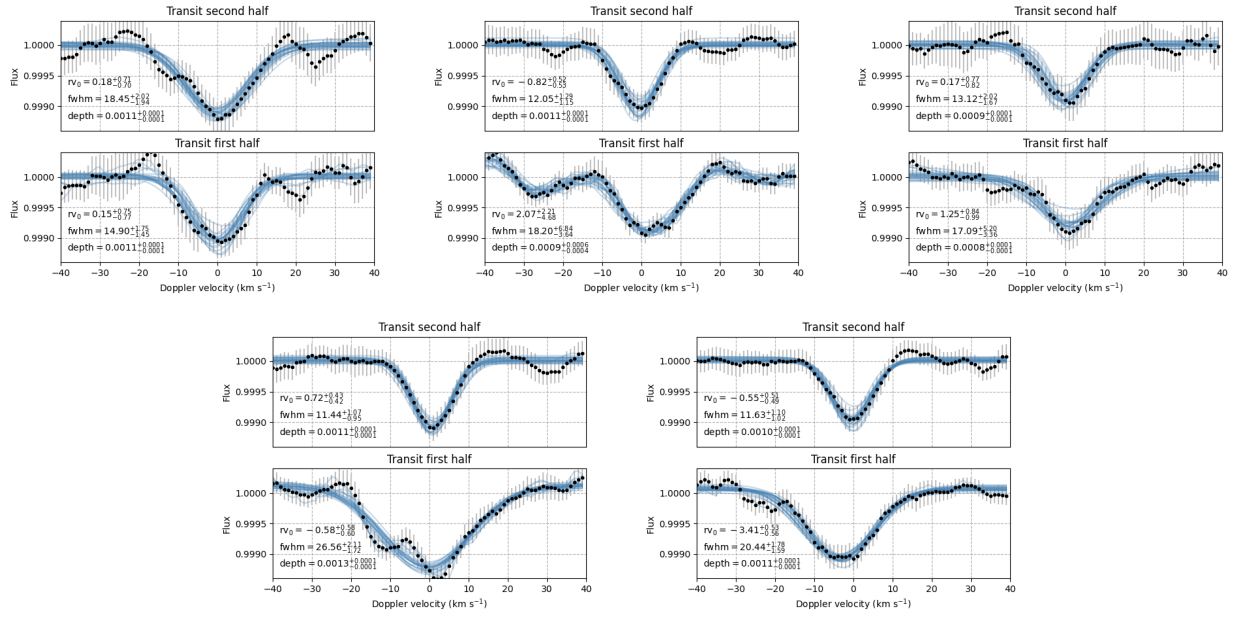 Transit second half
1.0000
0.9995
0.9990
Flux
rv₀ = 0.18 +0.71 −0.70
fwhm = 18.45 +2.02 −1.94
depth = 0.0011 +0.0001 −0.0001
Transit first half
1.0000
0.9995
0.9990
Flux
rv₀ = 0.15 +0.75 −0.77
fwhm = 14.90 +1.75 −1.45
depth = 0.0011 +0.0001 −0.0001
−40 −30 −20 −10 0 10 20 30 40
Doppler velocity (km s⁻¹)
Transit second half
1.0000
0.9995
0.9990
Flux
rv₀ = −0.82 +0.52 −0.53
fwhm = 12.05 +1.29 −1.15
depth = 0.0011 +0.0001 −0.0001
Transit first half
1.0000
0.9995
0.9990
Flux
rv₀ = 2.07 +2.21 −4.68
fwhm = 18.20 +6.84 −3.64
depth = 0.0009 +0.0006 −0.0004
−40 −30 −20 −10 0 10 20 30 40
Doppler velocity (km s⁻¹)
Transit second half
1.0000
0.9995
0.9990
Flux
rv₀ = 0.17 +0.77 −0.82
fwhm = 13.12 +2.02 −1.67
depth = 0.0009 +0.0001 −0.0001
Transit first half
1.0000
0.9995
0.9990
Flux
rv₀ = 1.25 +0.84 −0.99
fwhm = 17.09 +5.20 −3.36
depth = 0.0008 +0.0001 −0.0001
−40 −30 −20 −10 0 10 20 30 40
Doppler velocity (km s⁻¹)
Transit second half
1.0000
0.9995
0.9990
Flux
rv₀ = 0.72 +0.43 −0.42
fwhm = 11.44 +1.07 −0.95
depth = 0.0011 +0.0001 −0.0001
Transit first half
1.0000
0.9995
0.9990
Flux
rv₀ = −0.58 +0.58 −0.60
fwhm = 26.56 +2.11 −1.72
depth = 0.0013 +0.0001 −0.0001
−40 −30 −20 −10 0 10 20 30 40
Doppler velocity (km s⁻¹)
Transit second half
1.0000
0.9995
0.9990
Flux
rv₀ = −0.55 +0.51 −0.49
fwhm = 11.63 +1.10 −1.02
depth = 0.0010 +0.0001 −0.0001
Transit first half
1.0000
0.9995
0.9990
Flux
rv₀ = −3.41 +0.53 −0.56
fwhm = 20.44 +1.78 −1.59
depth = 0.0011 +0.0001 −0.0001
−40 −30 −20 −10 0 10 20 30 40
Doppler velocity (km s⁻¹)